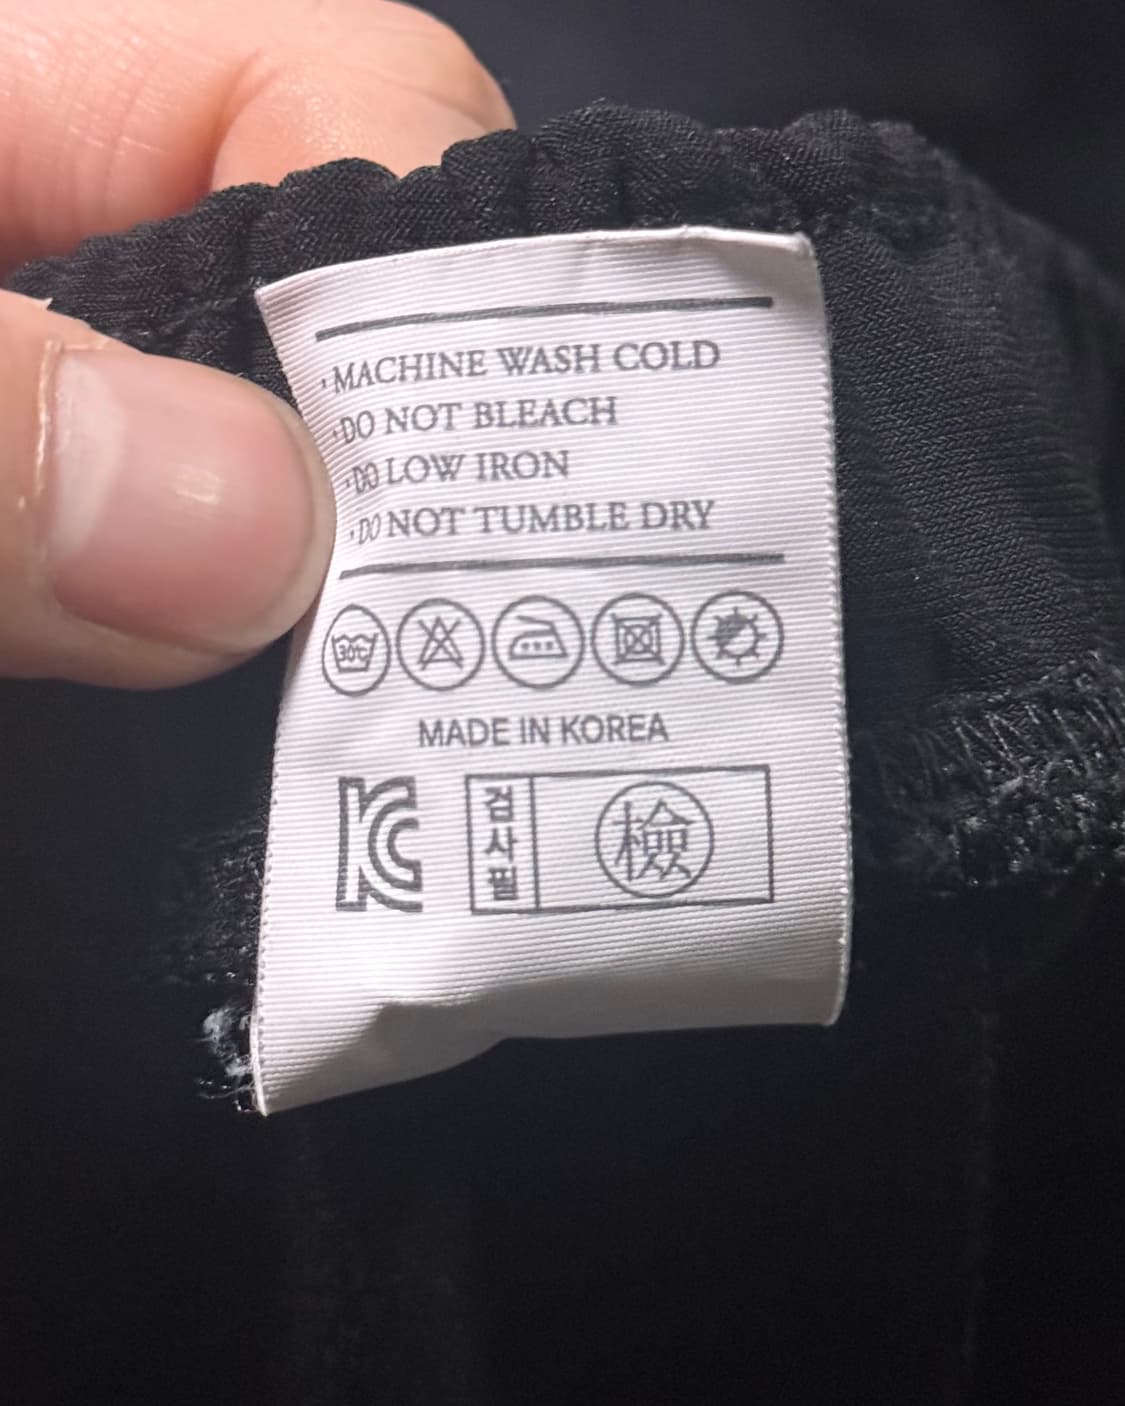 · MACHINE WASH COLD
· DO NOT BLEACH
· DO LOW IRON
· DO NOT TUMBLE DRY
30℃
MADE IN KOREA
KC
검사필
檢